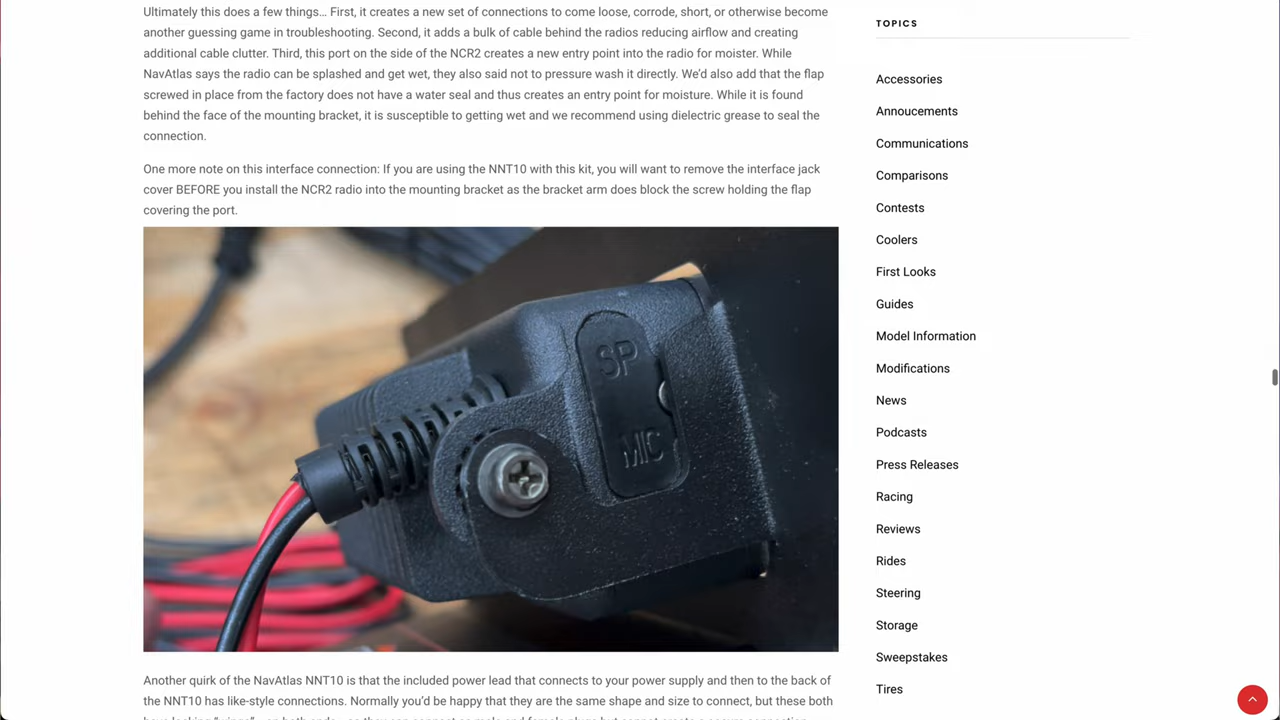 Ultimately this does a few things… First, it creates a new set of connections to come loose, corrode, short, or otherwise become
another guessing game in troubleshooting. Second, it adds a bulk of cable behind the radios reducing airflow and creating
additional cable clutter. Third, this port on the side of the NCR2 creates a new entry point into the radio for moister. While
NavAtlas says the radio can be splashed and get wet, they also said not to pressure wash it directly. We'd also add that the flap
screwed in place from the factory does not have a water seal and thus creates an entry point for moisture. While it is found
behind the face of the mounting bracket, it is susceptible to getting wet and we recommend using dielectric grease to seal the
connection.
One more note on this interface connection: If you are using the NNT10 with this kit, you will want to remove the interface jack
cover BEFORE you install the NCR2 radio into the mounting bracket as the bracket arm does block the screw holding the flap
covering the port.
SP
MIC
Another quirk of the NavAtlas NNT10 is that the included power lead that connects to your power supply and then to the back of
the NNT10 has like-style connections. Normally you'd be happy that they are the same shape and size to connect, but these both
TOPICS
Accessories
Annoucements
Communications
Comparisons
Contests
Coolers
First Looks
Guides
Model Information
Modifications
News
Podcasts
Press Releases
Racing
Reviews
Rides
Steering
Storage
Sweepstakes
Tires